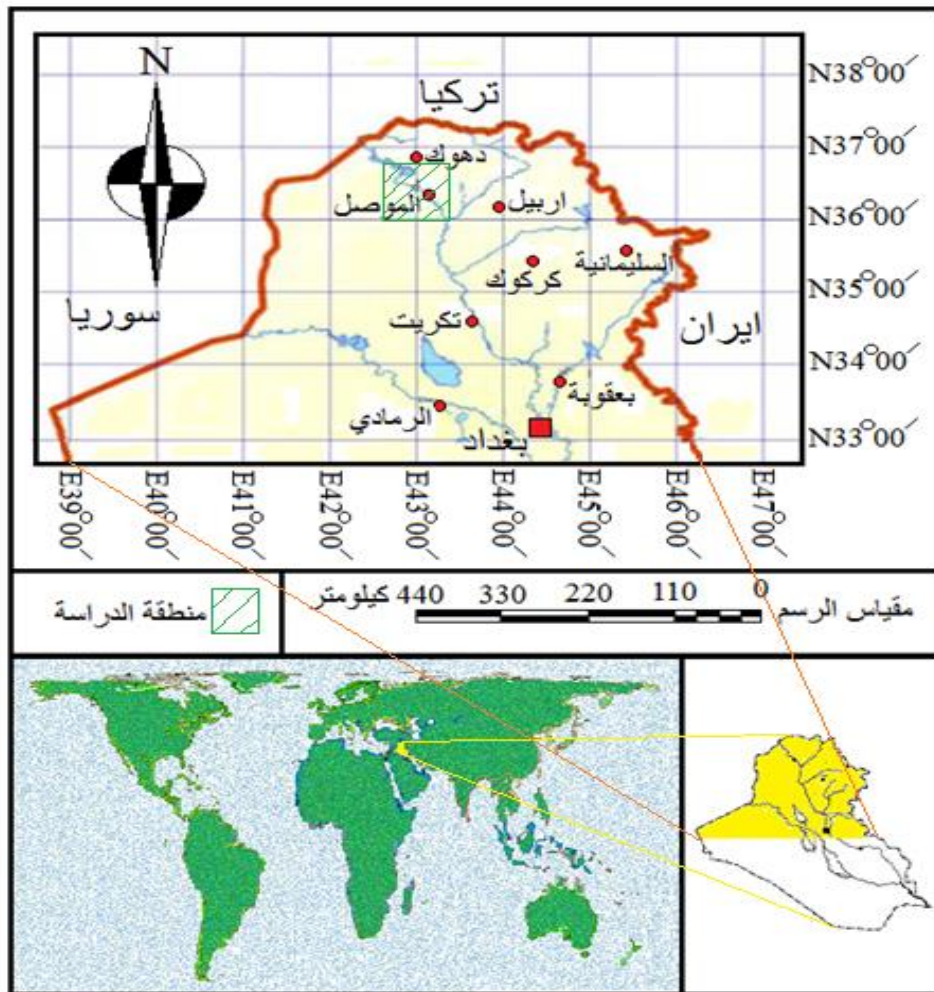 N
تركيا
N38°00′
N37°00′
N36°00′
N35°00′
N34°00′
N33°00′
دهوك
الموصل
اربيل
السليمانية
كركوك
سوريا
تكريت
ايران
بعقوبة
الرمادي
بغداد
E39°00′
E40°00′
E41°00′
E42°00′
E43°00′
E44°00′
E45°00′
E46°00′
E47°00′
مقياس الرسم 0 110 220 330 440 كيلومتر
منطقة الدراسة